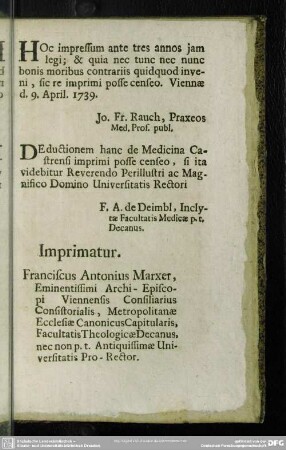 HOc impressum ante tres annos jam
legi; & quia nec tunc nec nunc
bonis moribus contrariis quidquod inve-
ni, sic re imprimi posse censeo. Viennæ
d. 9. April. 1739.
Jo. Fr. Rauch, Praxeos
Med. Prof. publ.
DEductionem hanc de Medicina Ca-
strensi imprimi posse censeo, si ita
videbitur Reverendo Perillustri ac Mag-
nifico Domino Universitatis Rectori
F. A. de Deimbl, Incly-
tæ Facultatis Medicæ p. t.
Decanus.
Imprimatur.
Franciscus Antonius Marxer,
Eminentissimi Archi-Episco-
pi Viennensis Consiliarius
Consistorialis, Metropolitanæ
Ecclesiæ Canonicus Capitularis,
Facultatis Theologicæ Decanus,
nec non p. t. Antiquissimæ Uni-
versitatis Pro-Rector.
DFG